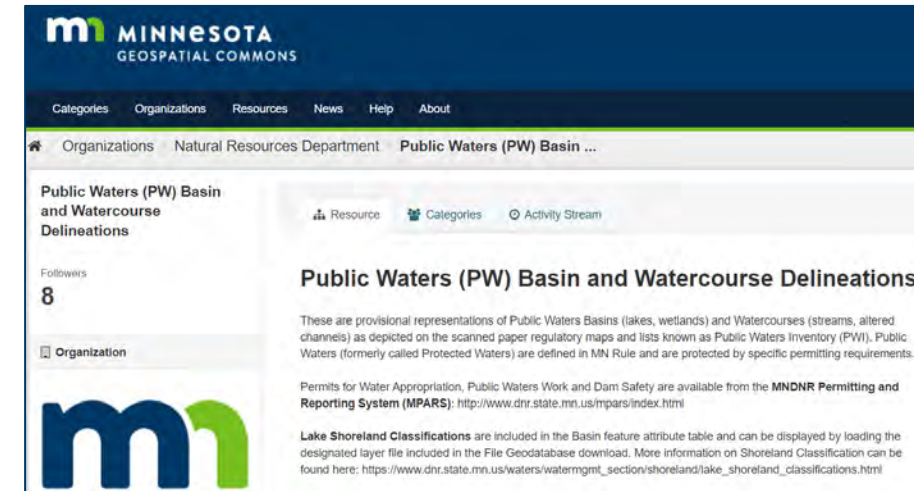 MINNESOTA
GEOSPATIAL COMMONS
Categories Organizations Resources News Help About
Organizations Natural Resources Department Public Waters (PW) Basin ...
Public Waters (PW) Basin
and Watercourse
Delineations
Followers
8
Organization
Resource Categories Activity Stream
Public Waters (PW) Basin and Watercourse Delineations
These are provisional representations of Public Waters Basins (lakes, wetlands) and Watercourses (streams, altered
channels) as depicted on the scanned paper regulatory maps and lists known as Public Waters Inventory (PWI). Public
Waters (formerly called Protected Waters) are defined in MN Rule and are protected by specific permitting requirements.
Permits for Water Appropriation, Public Waters Work and Dam Safety are available from the MNDNR Permitting and
Reporting System (MPARS): http://www.dnr.state.mn.us/mpars/index.html
Lake Shoreland Classifications are included in the Basin feature attribute table and can be displayed by loading the
designated layer file included in the File Geodatabase download. More information on Shoreland Classification can be
found here: https://www.dnr.state.mn.us/waters/watermgmt_section/shoreland/lake_shoreland_classifications.html